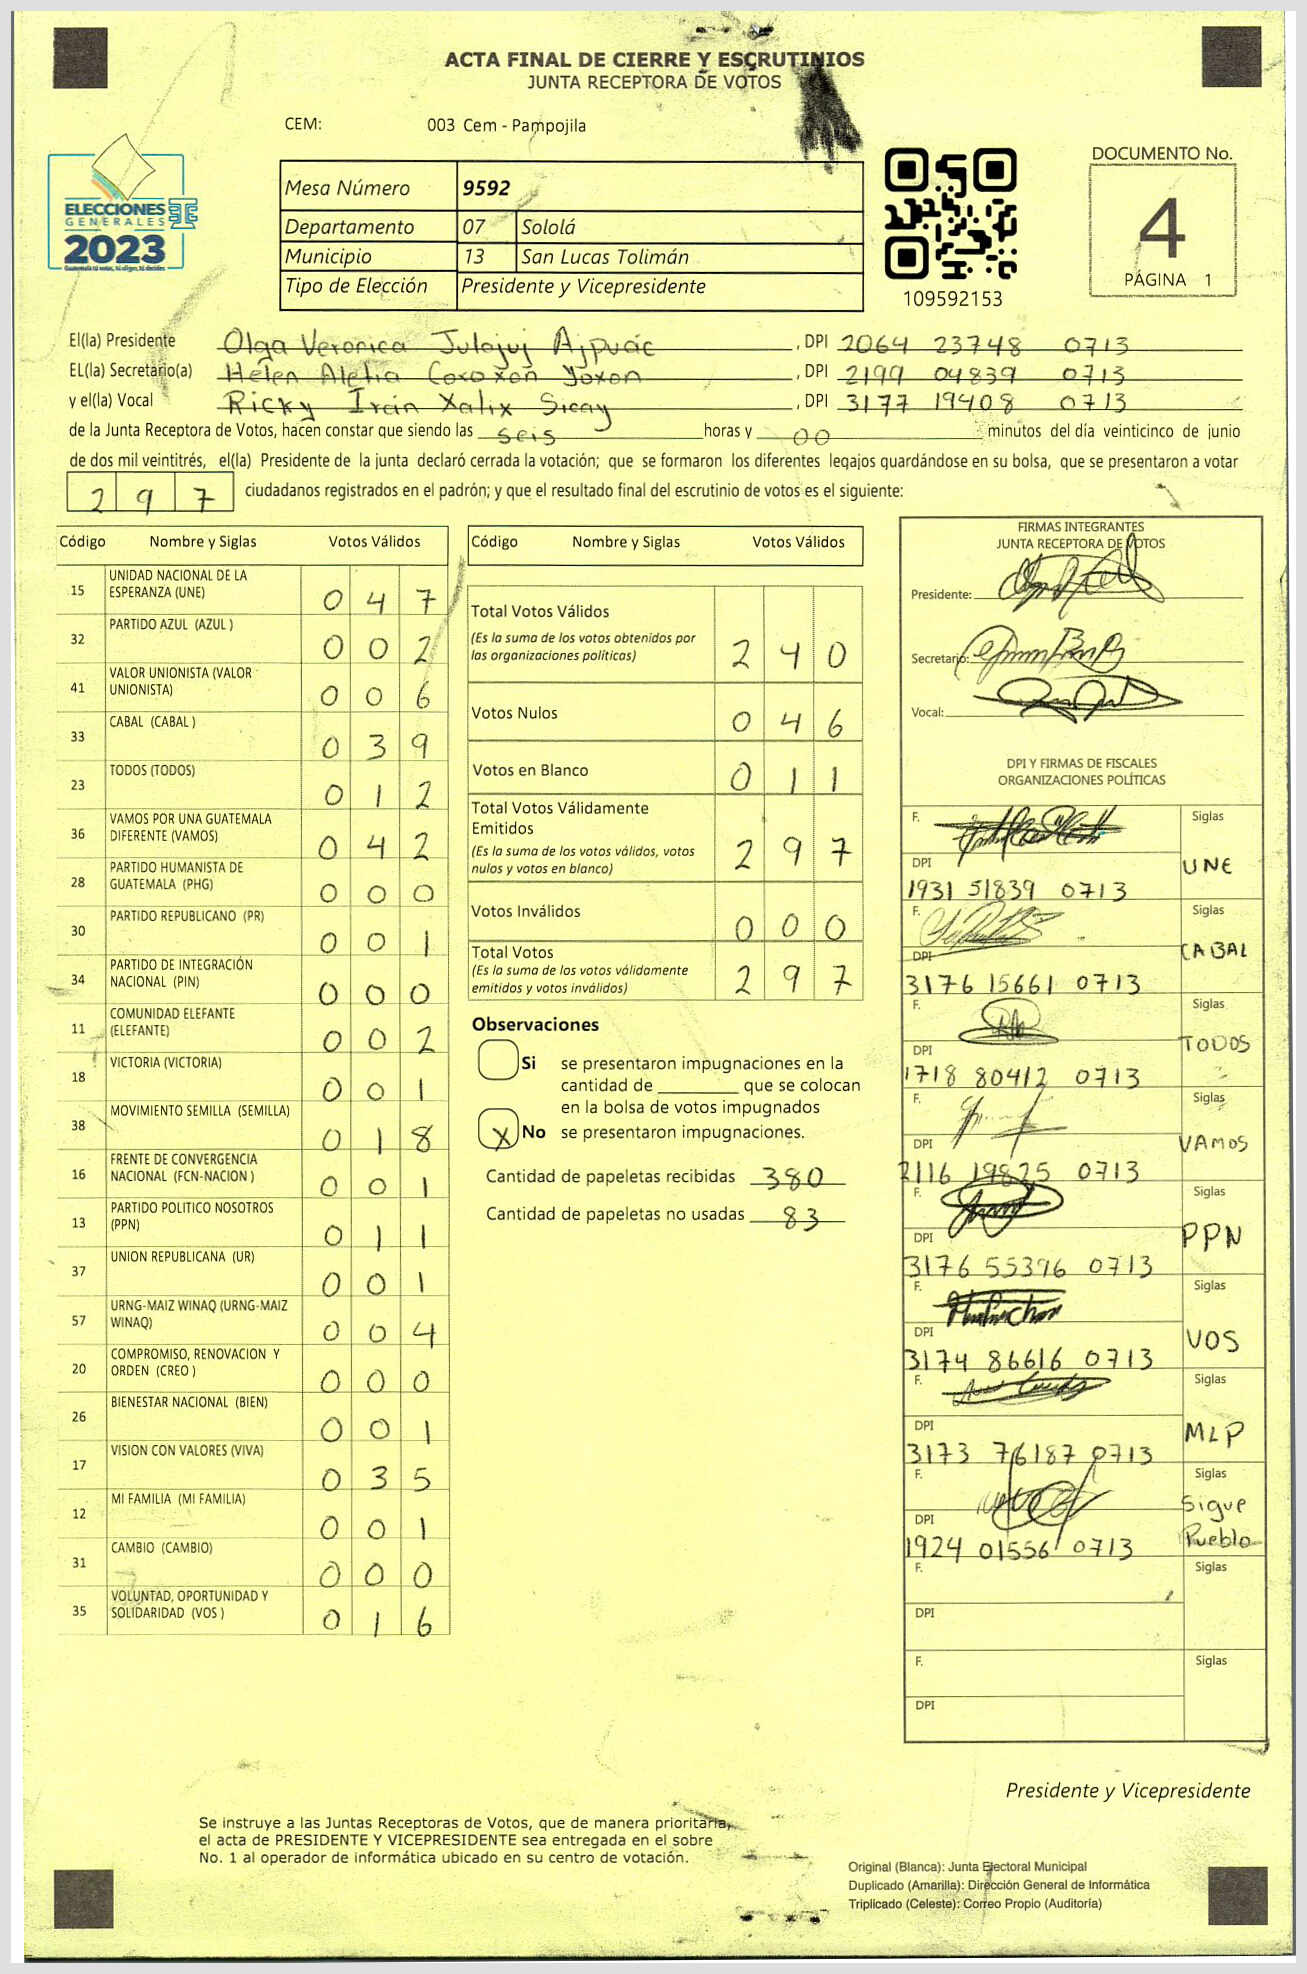 ACTA FINAL DE CIERRE Y ESCRUTINIOS
JUNTA RECEPTORA DE VOTOS
CEM: 003 Cem - Pampojila
ELECCIONES
GENERALES
2023
Mesa Número 9592
Departamento 07 Sololá
Municipio 13 San Lucas Tolimán
Tipo de Elección Presidente y Vicepresidente
109592153
DOCUMENTO No.
4
PÁGINA 1
El(la) Presidente Olga Veronica Julajuj Ajpuác, DPI 2064 23748 0713
EL(la) Secretario(a) Helen Aletia Coroxon Yoxon, DPI 2199 04839 0713
y el(la) Vocal Ricky Irán Xalix Sicay, DPI 3177 19408 0713
de la Junta Receptora de Votos, hacen constar que siendo las seis horas y 00 minutos del día veinticinco de junio
de dos mil veintitrés, el(la) Presidente de la junta declaró cerrada la votación; que se formaron los diferentes legajos guardándose en su bolsa, que se presentaron a votar
297 ciudadanos registrados en el padrón; y que el resultado final del escrutinio de votos es el siguiente:
Código Nombre y Siglas Votos Válidos
15 UNIDAD NACIONAL DE LA ESPERANZA (UNE) 0 4 7
32 PARTIDO AZUL (AZUL ) 0 0 2
41 VALOR UNIONISTA (VALOR UNIONISTA) 0 0 6
33 CABAL (CABAL ) 0 3 9
23 TODOS (TODOS) 0 1 2
36 VAMOS POR UNA GUATEMALA DIFERENTE (VAMOS) 0 4 2
28 PARTIDO HUMANISTA DE GUATEMALA (PHG) 0 0 0
30 PARTIDO REPUBLICANO (PR) 0 0 1
34 PARTIDO DE INTEGRACIÓN NACIONAL (PIN) 0 0 0
11 COMUNIDAD ELEFANTE (ELEFANTE) 0 0 2
18 VICTORIA (VICTORIA) 0 0 1
38 MOVIMIENTO SEMILLA (SEMILLA) 0 1 8
16 FRENTE DE CONVERGENCIA NACIONAL (FCN-NACION ) 0 0 1
13 PARTIDO POLITICO NOSOTROS (PPN) 0 1 1
37 UNION REPUBLICANA (UR) 0 0 1
57 URNG-MAIZ WINAQ (URNG-MAIZ WINAQ) 0 0 4
20 COMPROMISO, RENOVACION Y ORDEN (CREO ) 0 0 0
26 BIENESTAR NACIONAL (BIEN) 0 0 1
17 VISION CON VALORES (VIVA) 0 3 5
12 MI FAMILIA (MI FAMILIA) 0 0 1
31 CAMBIO (CAMBIO) 0 0 0
35 VOLUNTAD, OPORTUNIDAD Y SOLIDARIDAD (VOS ) 0 1 6
Código Nombre y Siglas Votos Válidos
Total Votos Válidos 2 4 0
(Es la suma de los votos obtenidos por
las organizaciones políticas)
Votos Nulos 0 4 6
Votos en Blanco 0 1 1
Total Votos Válidamente
Emitidos 2 9 7
(Es la suma de los votos válidos, votos
nulos y votos en blanco)
Votos Inválidos 0 0 0
Total Votos 2 9 7
(Es la suma de los votos válidamente
emitidos y votos inválidos)
Observaciones
Si se presentaron impugnaciones en la
cantidad de ________ que se colocan
en la bolsa de votos impugnados
X No se presentaron impugnaciones.
Cantidad de papeletas recibidas 380
Cantidad de papeletas no usadas 83
FIRMAS INTEGRANTES
JUNTA RECEPTORA DE VOTOS
Presidente:
Secretario:
Vocal:
DPI Y FIRMAS DE FISCALES
ORGANIZACIONES POLÍTICAS
F. Siglas
DPI UNE
1931 51839 0713
F. Siglas
DPI CABAL
3176 15661 0713
F. Siglas
DPI TODOS
1718 80412 0713
F. Siglas
DPI VAMOS
2116 19825 0713
F. Siglas
DPI PPN
3176 55396 0713
F. Siglas
DPI VOS
3174 86616 0713
F. Siglas
DPI MLP
3173 76187 0713
F. Siglas
DPI Sigue Pueblo
1924 01556 0713
F. Siglas
DPI
F. Siglas
DPI
Presidente y Vicepresidente
Se instruye a las Juntas Receptoras de Votos, que de manera prioritaria,
el acta de PRESIDENTE Y VICEPRESIDENTE sea entregada en el sobre
No. 1 al operador de informática ubicado en su centro de votación.
Original (Blanca): Junta Electoral Municipal
Duplicado (Amarilla): Dirección General de Informática
Triplicado (Celeste): Correo Propio (Auditoría)